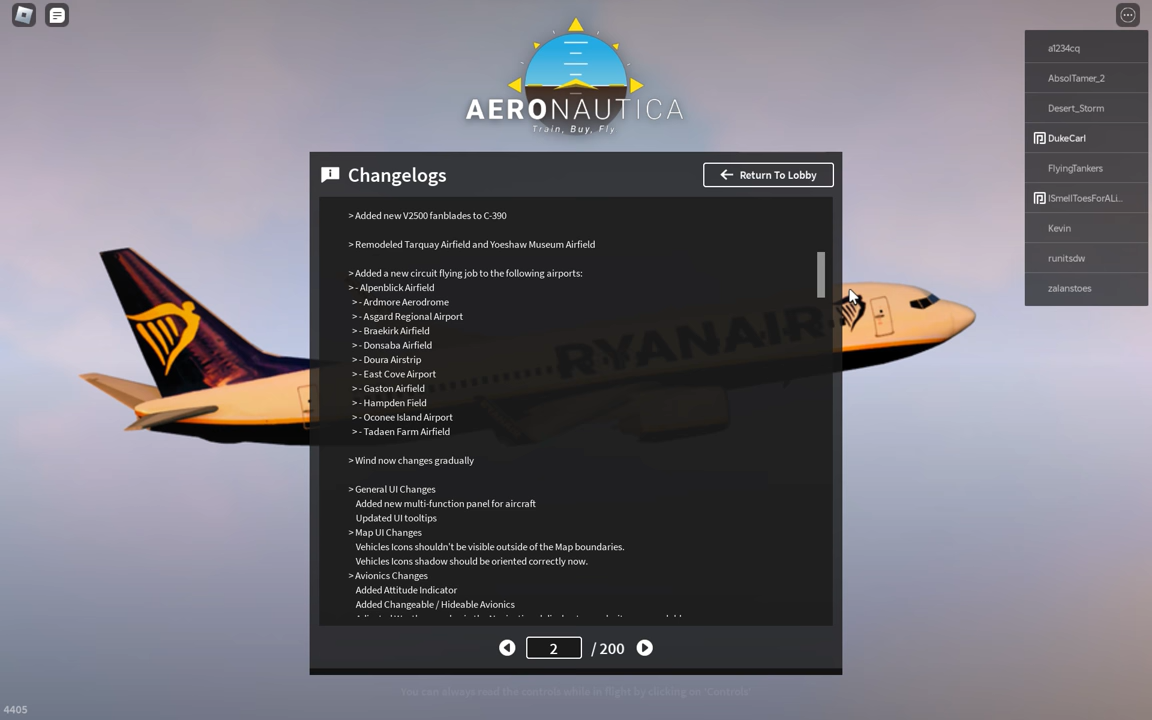 AERONAUTICA
Train, Buy, Fly
a1234cq
AbsolTamer_2
Desert_Storm
DukeCarl
FlyingTankers
ISmellToesForALi..
Kevin
runitsdw
zalanstoes
Changelogs
Return To Lobby
> Added new V2500 fanblades to C-390
> Remodeled Tarquay Airfield and Yoeshaw Museum Airfield
> Added a new circuit flying job to the following airports:
> - Alpenblick Airfield
> - Ardmore Aerodrome
> - Asgard Regional Airport
> - Braekirk Airfield
> - Donsaba Airfield
> - Doura Airstrip
> - East Cove Airport
> - Gaston Airfield
> - Hampden Field
> - Oconee Island Airport
> - Tadaen Farm Airfield
> Wind now changes gradually
> General UI Changes
Added new multi-function panel for aircraft
Updated UI tooltips
> Map UI Changes
Vehicles Icons shouldn't be visible outside of the Map boundaries.
Vehicles Icons shadow should be oriented correctly now.
> Avionics Changes
Added Attitude Indicator
Added Changeable / Hideable Avionics
RYANAIR
2 / 200
You can always read the controls while in flight by clicking on 'Controls'
4405